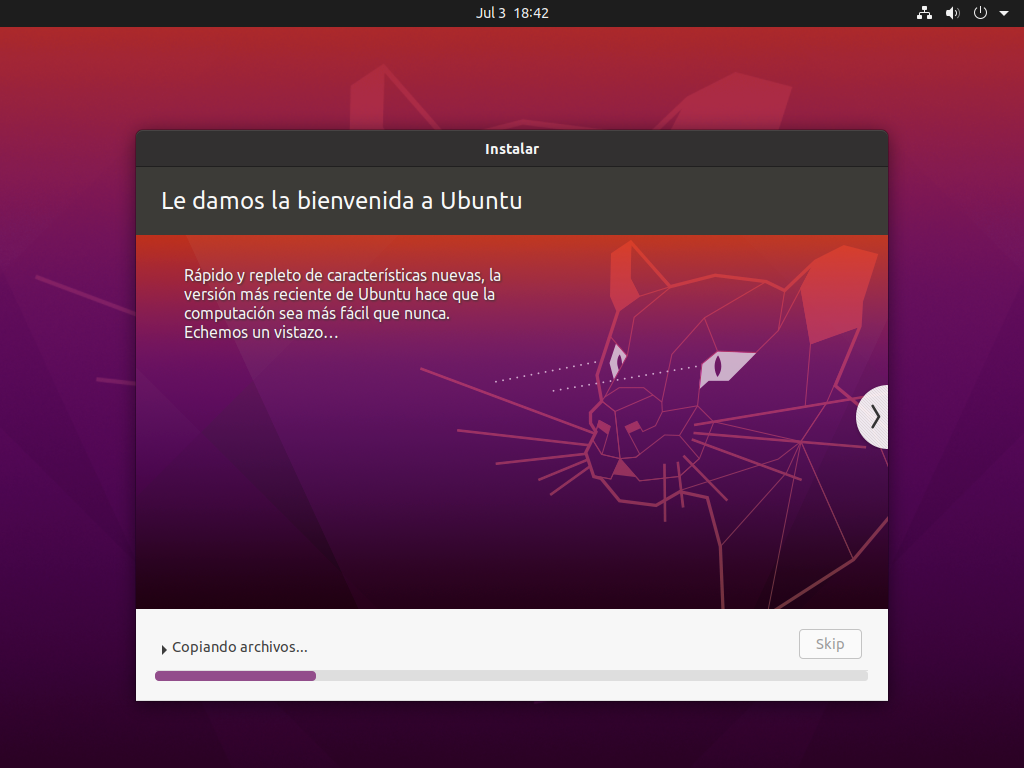 Jul 3 18:42
Instalar
Le damos la bienvenida a Ubuntu
Rápido y repleto de características nuevas, la
versión más reciente de Ubuntu hace que la
computación sea más fácil que nunca.
Echemos un vistazo…
Copiando archivos...
Skip